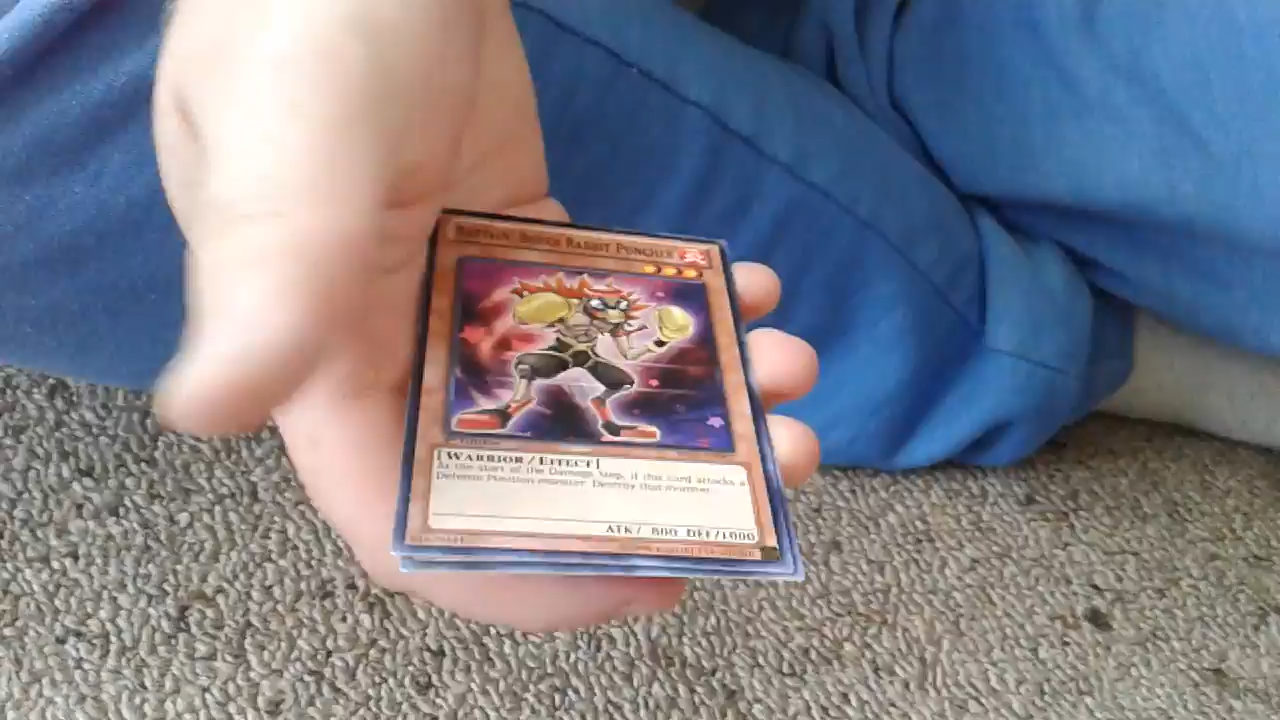 Battlin' Boxer Rabbit Puncher
[WARRIOR/EFFECT]
At the start of the Damage Step, if this card attacks a
Defense Position monster: Destroy that monster.
ATK/ 800 DEF/1000